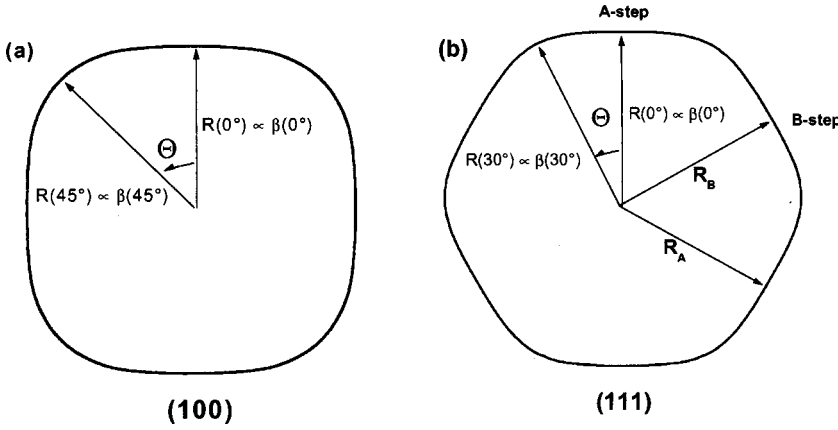 (a)
Θ
R(0°) ∝ β(0°)
R(45°) ∝ β(45°)
(100)
A-step
(b)
Θ
R(0°) ∝ β(0°)
B-step
R(30°) ∝ β(30°)
R_B
R_A
(111)